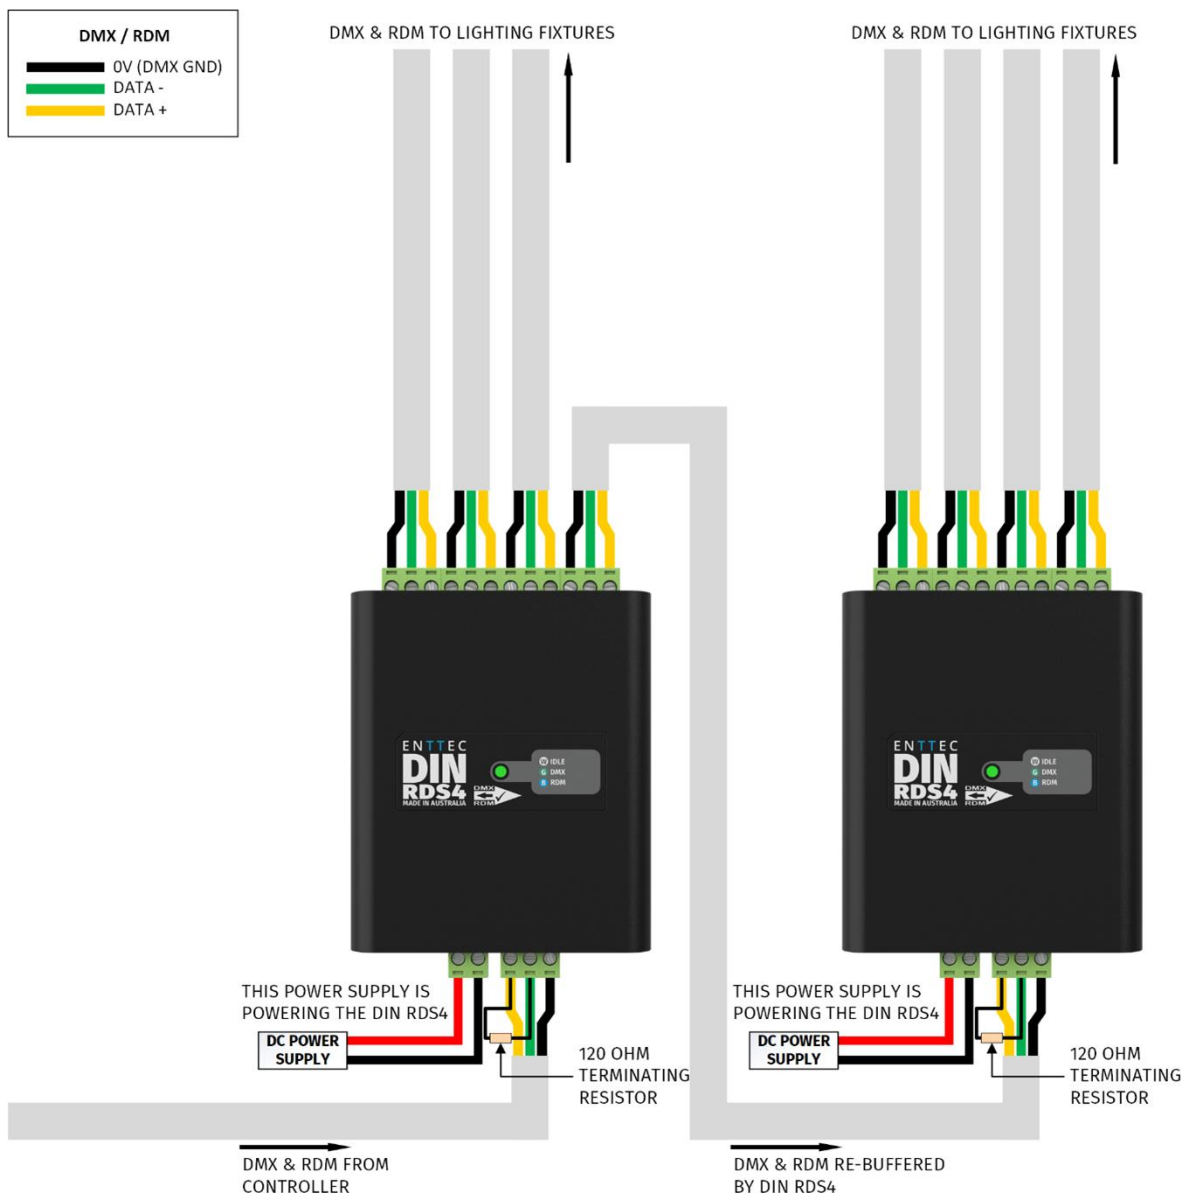 DMX / RDM
0V (DMX GND)
DATA -
DATA +
DMX & RDM TO LIGHTING FIXTURES
DMX & RDM TO LIGHTING FIXTURES
ENTTEC
DIN
RDS4
MADE IN AUSTRALIA
DMX
RDM
W IDLE
G DMX
B RDM
ENTTEC
DIN
RDS4
MADE IN AUSTRALIA
DMX
RDM
W IDLE
G DMX
B RDM
THIS POWER SUPPLY IS
POWERING THE DIN RDS4
DC POWER
SUPPLY
120 OHM
TERMINATING
RESISTOR
THIS POWER SUPPLY IS
POWERING THE DIN RDS4
DC POWER
SUPPLY
120 OHM
TERMINATING
RESISTOR
DMX & RDM FROM
CONTROLLER
DMX & RDM RE-BUFFERED
BY DIN RDS4